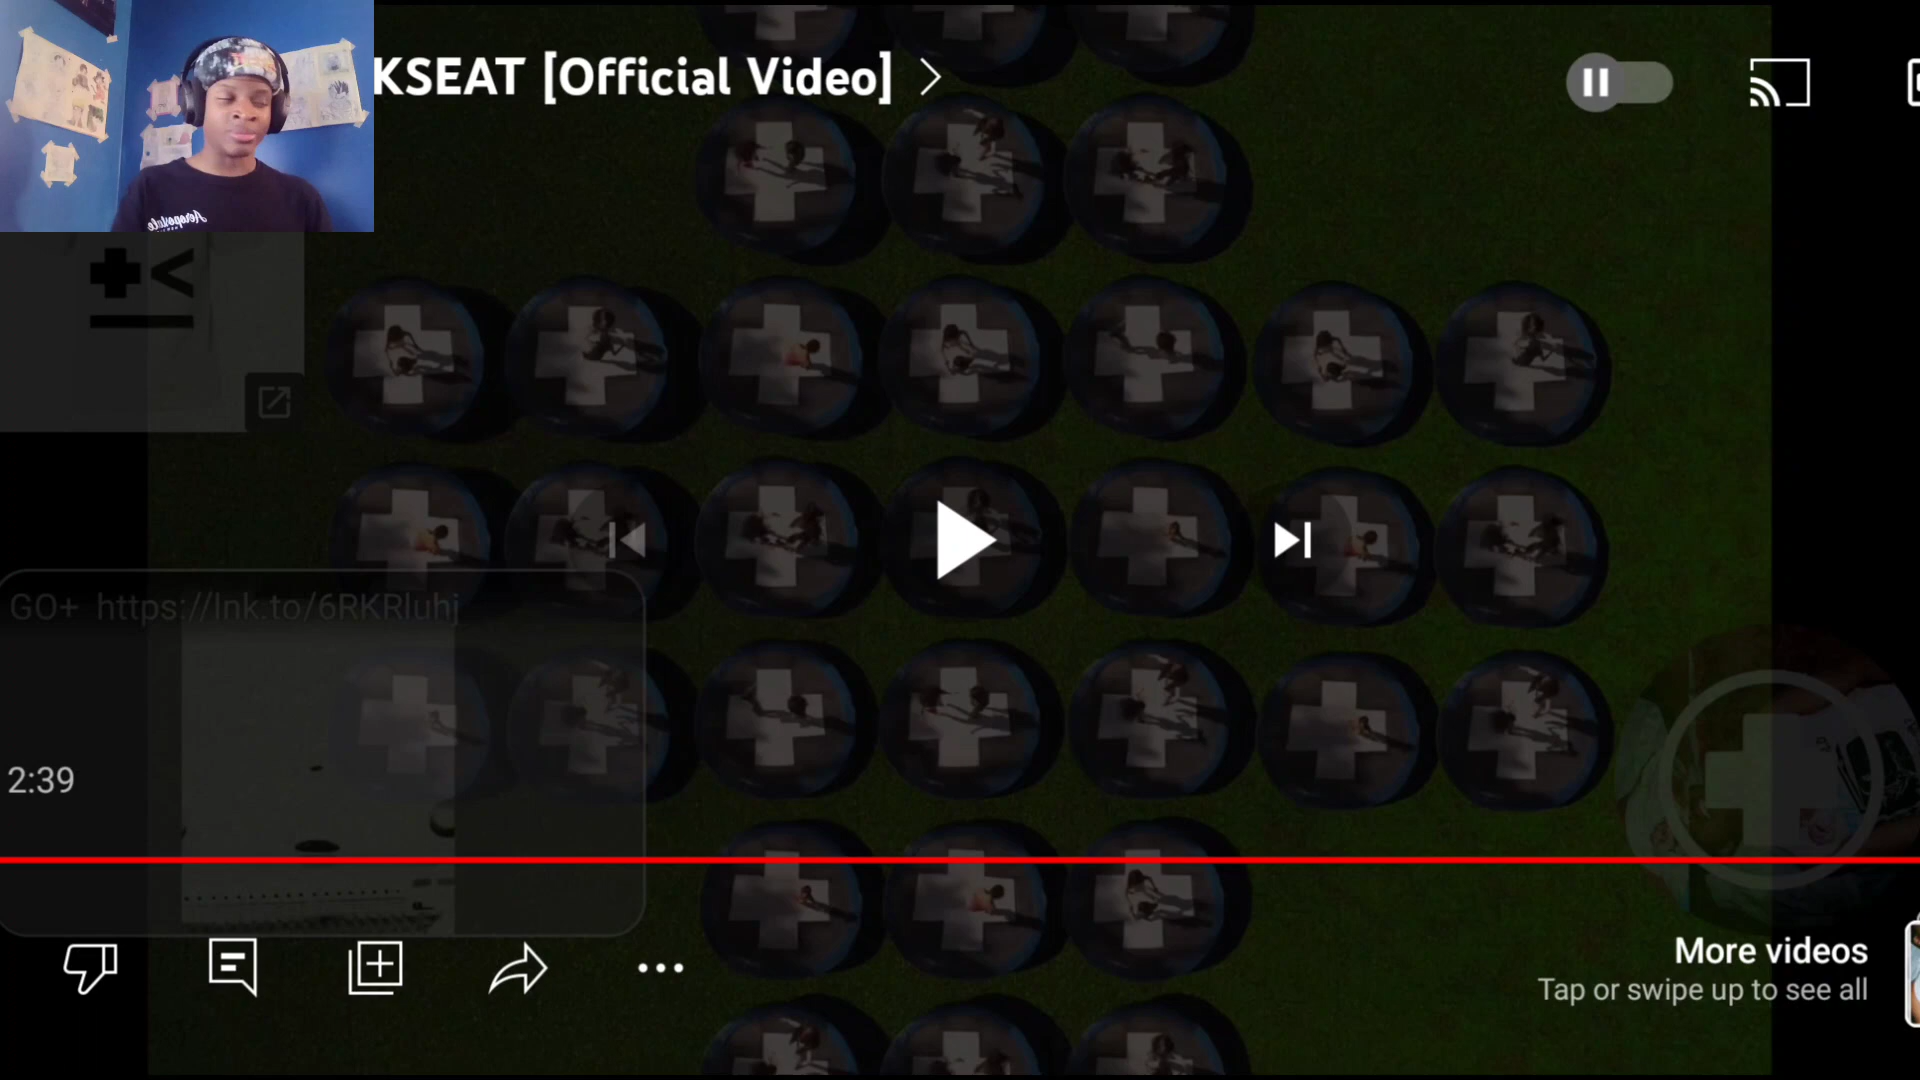 KSEAT [Official Video]
Aeropostale
GO+ https://lnk.to/6RKRluhj
2:39
More videos
Tap or swipe up to see all